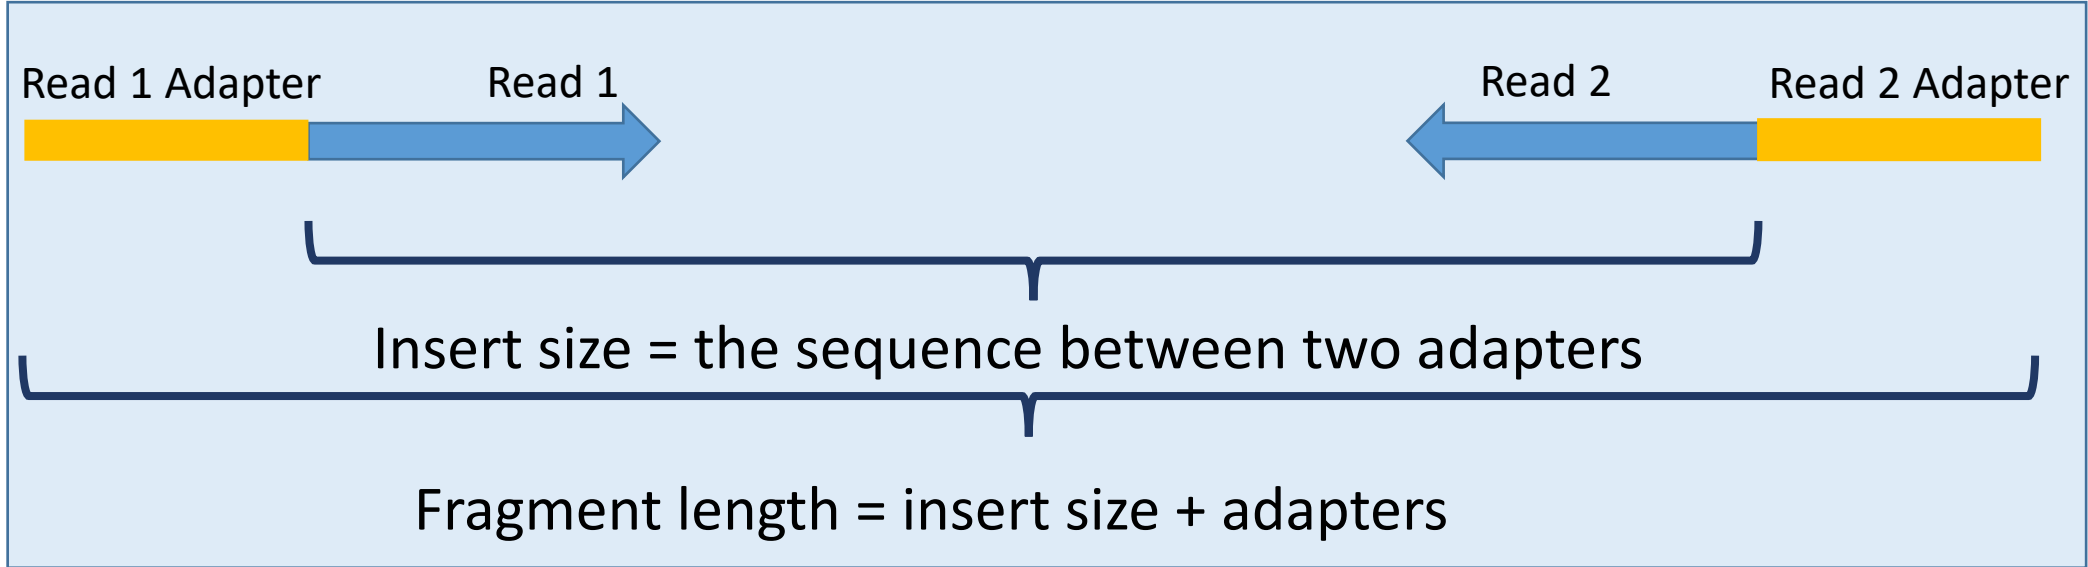 Read 1 Adapter
Read 1
Read 2
Read 2 Adapter
Insert size = the sequence between two adapters
Fragment length = insert size + adapters